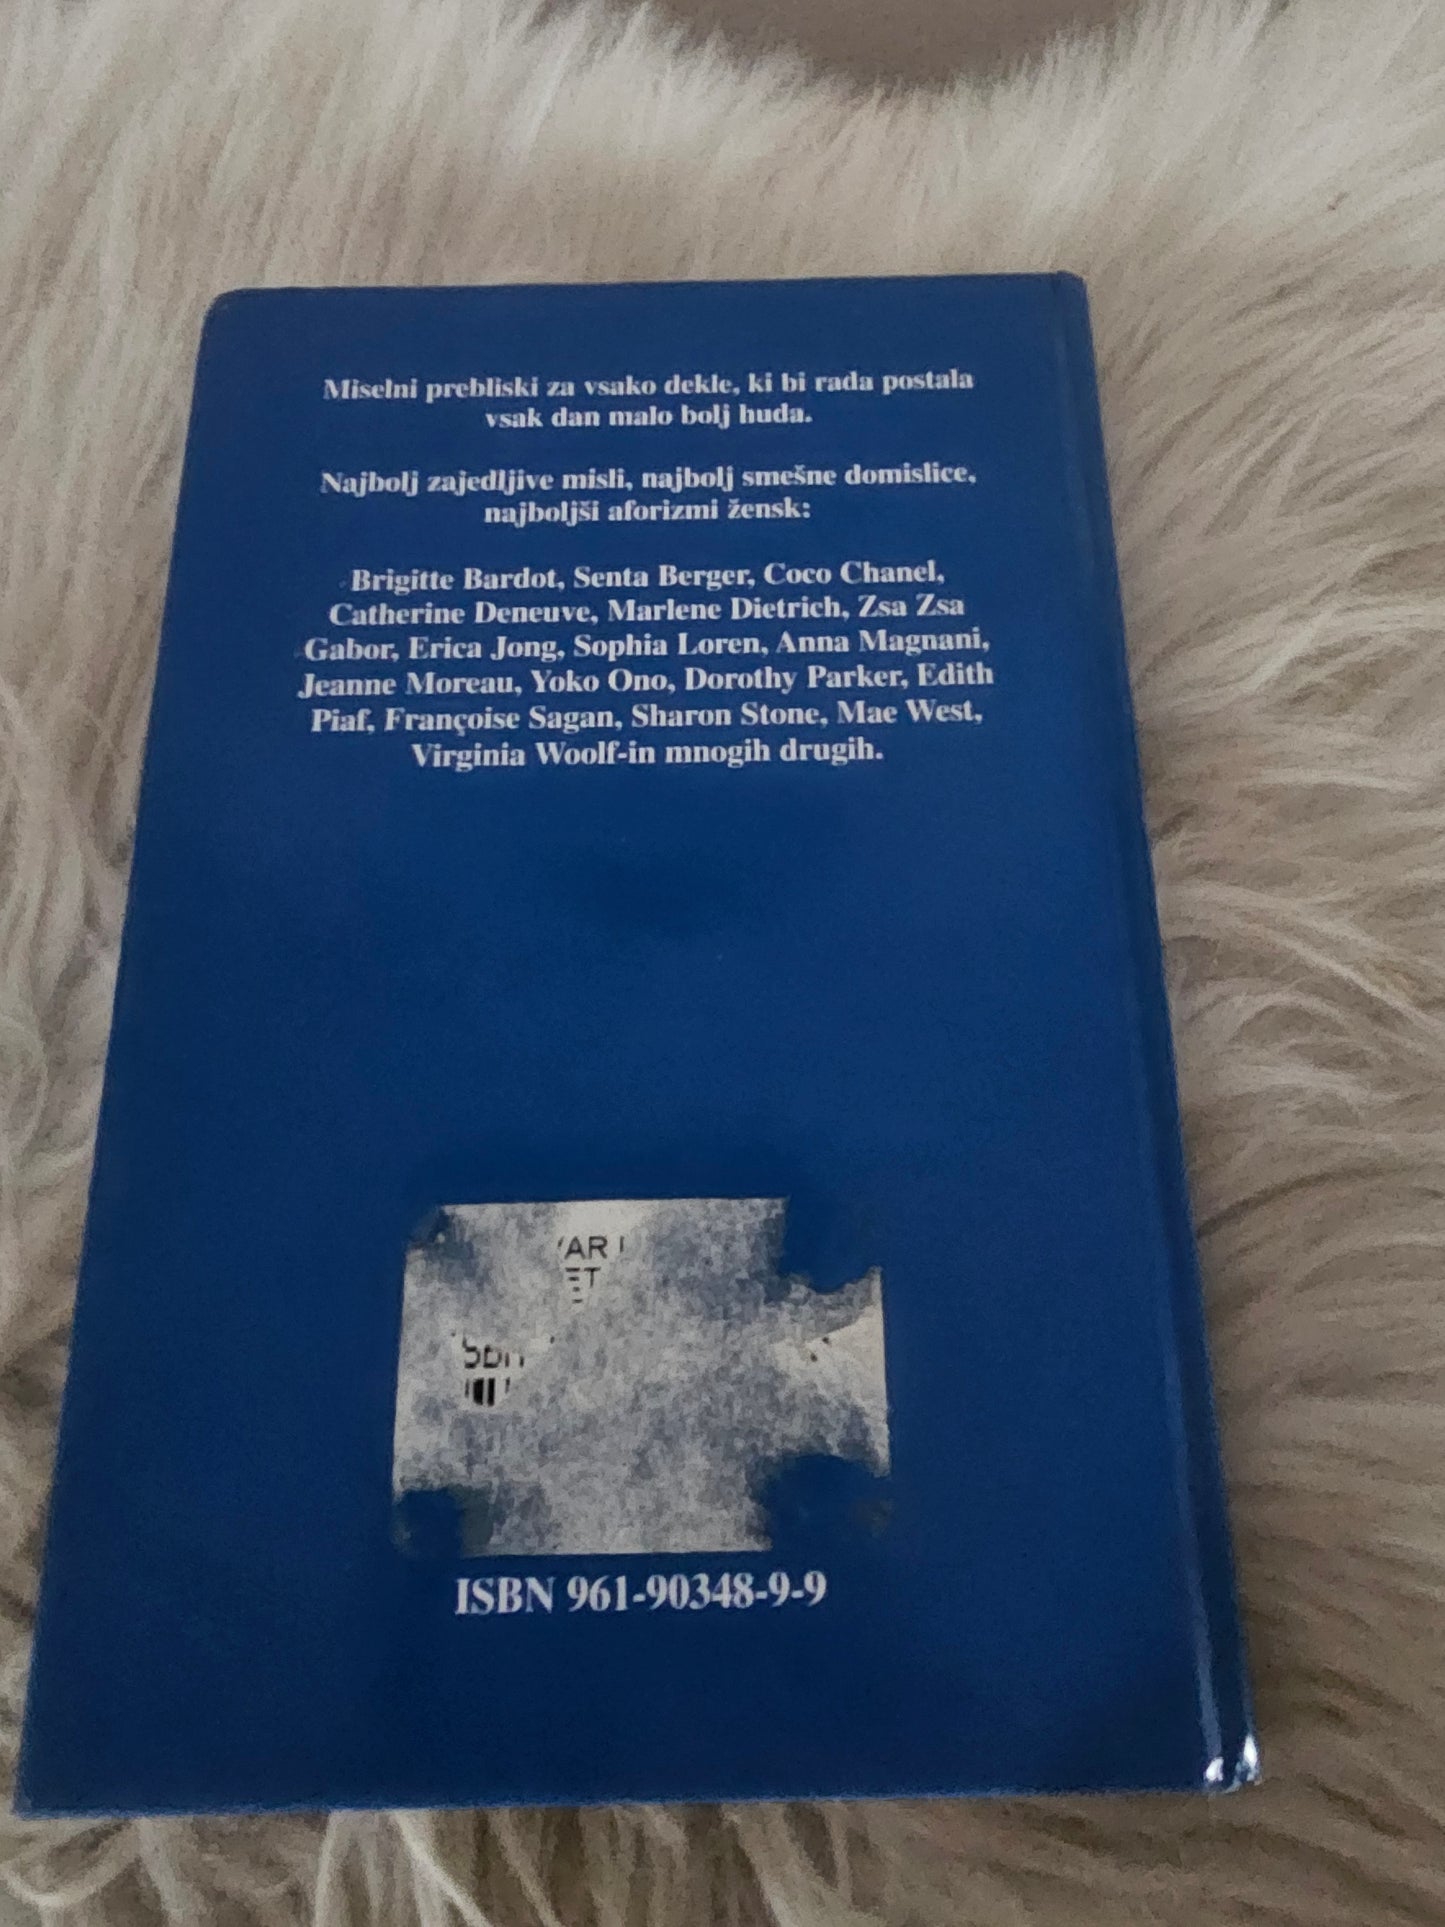 Miselni prebliski za vsako dekle, ki bi rada postala
vsak dan malo bolj huda.
Najbolj zajedljive misli, najbolj smešne domislice,
najboljši aforizmi žensk:
Brigitte Bardot, Senta Berger, Coco Chanel,
Catherine Deneuve, Marlene Dietrich, Zsa Zsa
Gabor, Erica Jong, Sophia Loren, Anna Magnani,
Jeanne Moreau, Yoko Ono, Dorothy Parker, Edith
Piaf, Françoise Sagan, Sharon Stone, Mae West,
Virginia Woolf-in mnogih drugih.
ISBN 961-90348-9-9